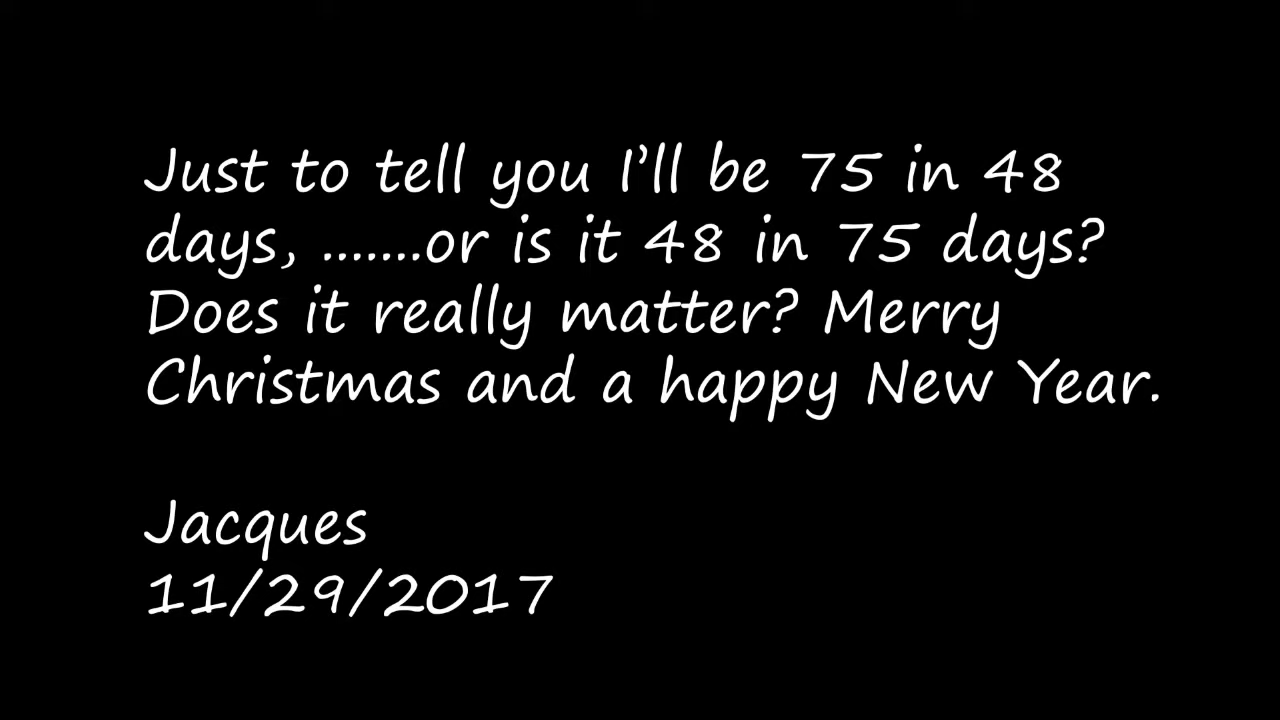 Just to tell you I’ll be 75 in 48
days, .......or is it 48 in 75 days?
Does it really matter? Merry
Christmas and a happy New Year.
Jacques
11/29/2017